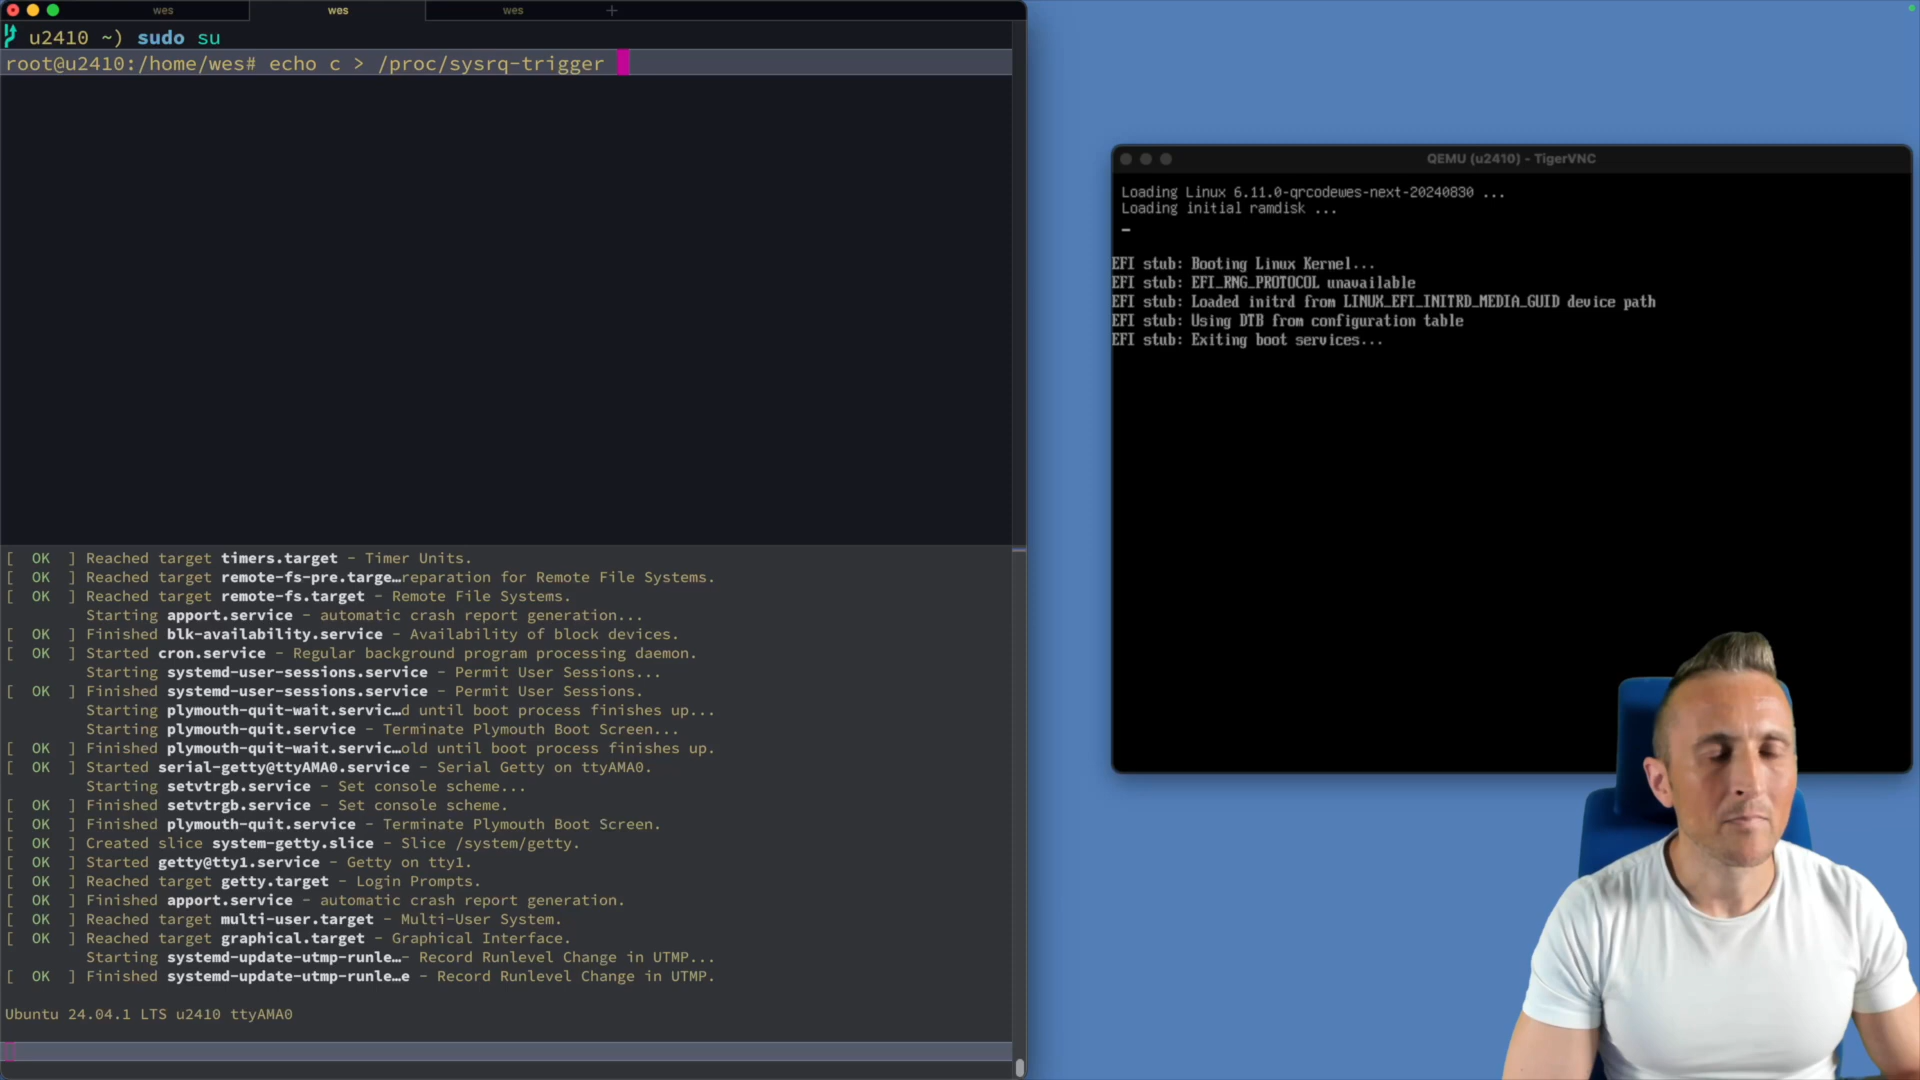 wes
wes
wes
+
u2410 ~) sudo su
root@u2410:/home/wes# echo c > /proc/sysrq-trigger
[  OK  ] Reached target timers.target - Timer Units.
[  OK  ] Reached target remote-fs-pre.targe…reparation for Remote File Systems.
[  OK  ] Reached target remote-fs.target - Remote File Systems.
Starting apport.service - automatic crash report generation...
[  OK  ] Finished blk-availability.service - Availability of block devices.
[  OK  ] Started cron.service - Regular background program processing daemon.
Starting systemd-user-sessions.service - Permit User Sessions...
[  OK  ] Finished systemd-user-sessions.service - Permit User Sessions.
Starting plymouth-quit-wait.servic…d until boot process finishes up...
Starting plymouth-quit.service - Terminate Plymouth Boot Screen...
[  OK  ] Finished plymouth-quit-wait.servic…old until boot process finishes up.
[  OK  ] Started serial-getty@ttyAMA0.service - Serial Getty on ttyAMA0.
Starting setvtrgb.service - Set console scheme...
[  OK  ] Finished setvtrgb.service - Set console scheme.
[  OK  ] Finished plymouth-quit.service - Terminate Plymouth Boot Screen.
[  OK  ] Created slice system-getty.slice - Slice /system/getty.
[  OK  ] Started getty@tty1.service - Getty on tty1.
[  OK  ] Reached target getty.target - Login Prompts.
[  OK  ] Finished apport.service - automatic crash report generation.
[  OK  ] Reached target multi-user.target - Multi-User System.
[  OK  ] Reached target graphical.target - Graphical Interface.
Starting systemd-update-utmp-runle…- Record Runlevel Change in UTMP...
[  OK  ] Finished systemd-update-utmp-runle…e - Record Runlevel Change in UTMP.
Ubuntu 24.04.1 LTS u2410 ttyAMA0
QEMU (u2410) - TigerVNC
Loading Linux 6.11.0-qrcodewes-next-20240830 ...
Loading initial ramdisk ...
EFI stub: Booting Linux Kernel...
EFI stub: EFI_RNG_PROTOCOL unavailable
EFI stub: Loaded initrd from LINUX_EFI_INITRD_MEDIA_GUID device path
EFI stub: Using DTB from configuration table
EFI stub: Exiting boot services...